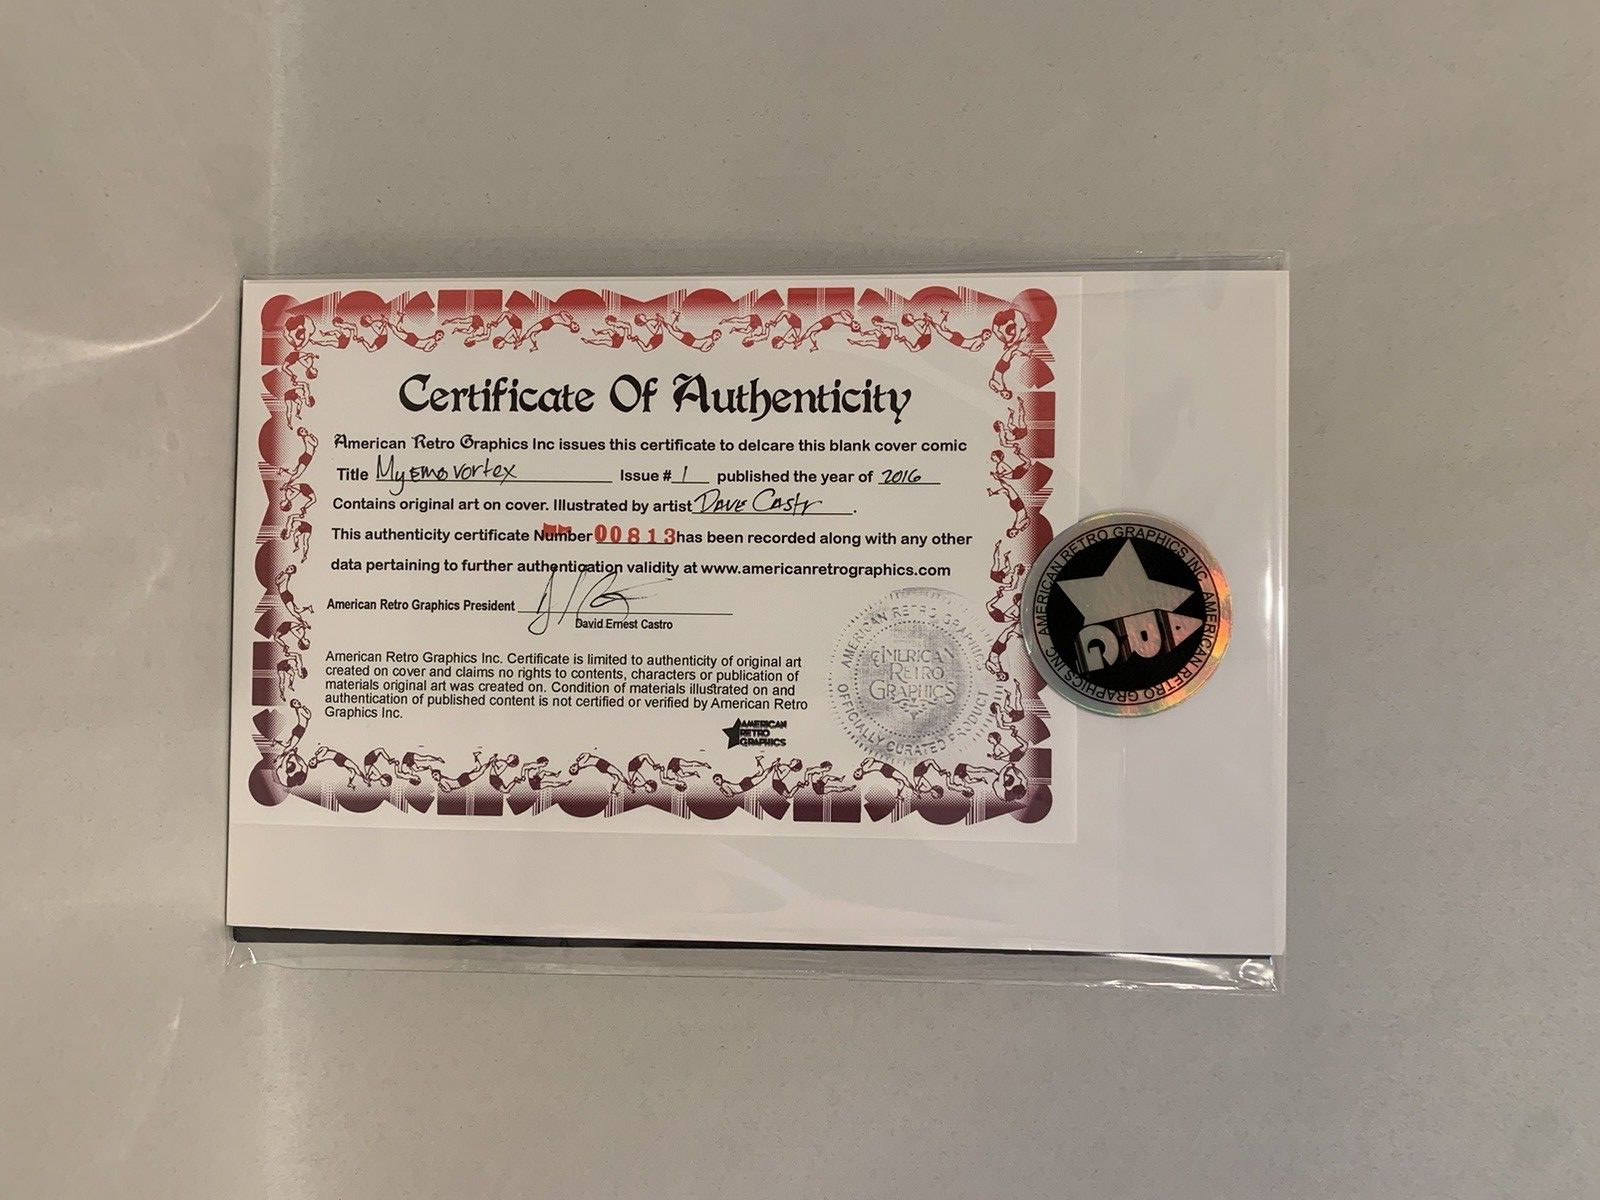 Certificate Of Authenticity
American Retro Graphics Inc issues this certificate to delcare this blank cover comic
Title My emo vortex Issue # 1 published the year of 2016
Contains original art on cover. Illustrated by artist Dave Castr.
This authenticity certificate Number 00813 has been recorded along with any other
data pertaining to further authentication validity at www.americanretrographics.com
American Retro Graphics President
David Ernest Castro
American Retro Graphics Inc. Certificate is limited to authenticity of original art
created on cover and claims no rights to contents, characters or publication of
materials original art was created on. Condition of materials illustrated on and
authentication of published content is not certified or verified by American Retro
Graphics Inc.
AMERICAN
RETRO
GRAPHICS
AMERICAN RETRO GRAPHICS
AMERICAN
RETRO
GRAPHICS
OFFICIALLY CURATED PRODUCT
AMERICAN RETRO GRAPHICS INC. AMERICAN RETRO GRAPHICS INC.